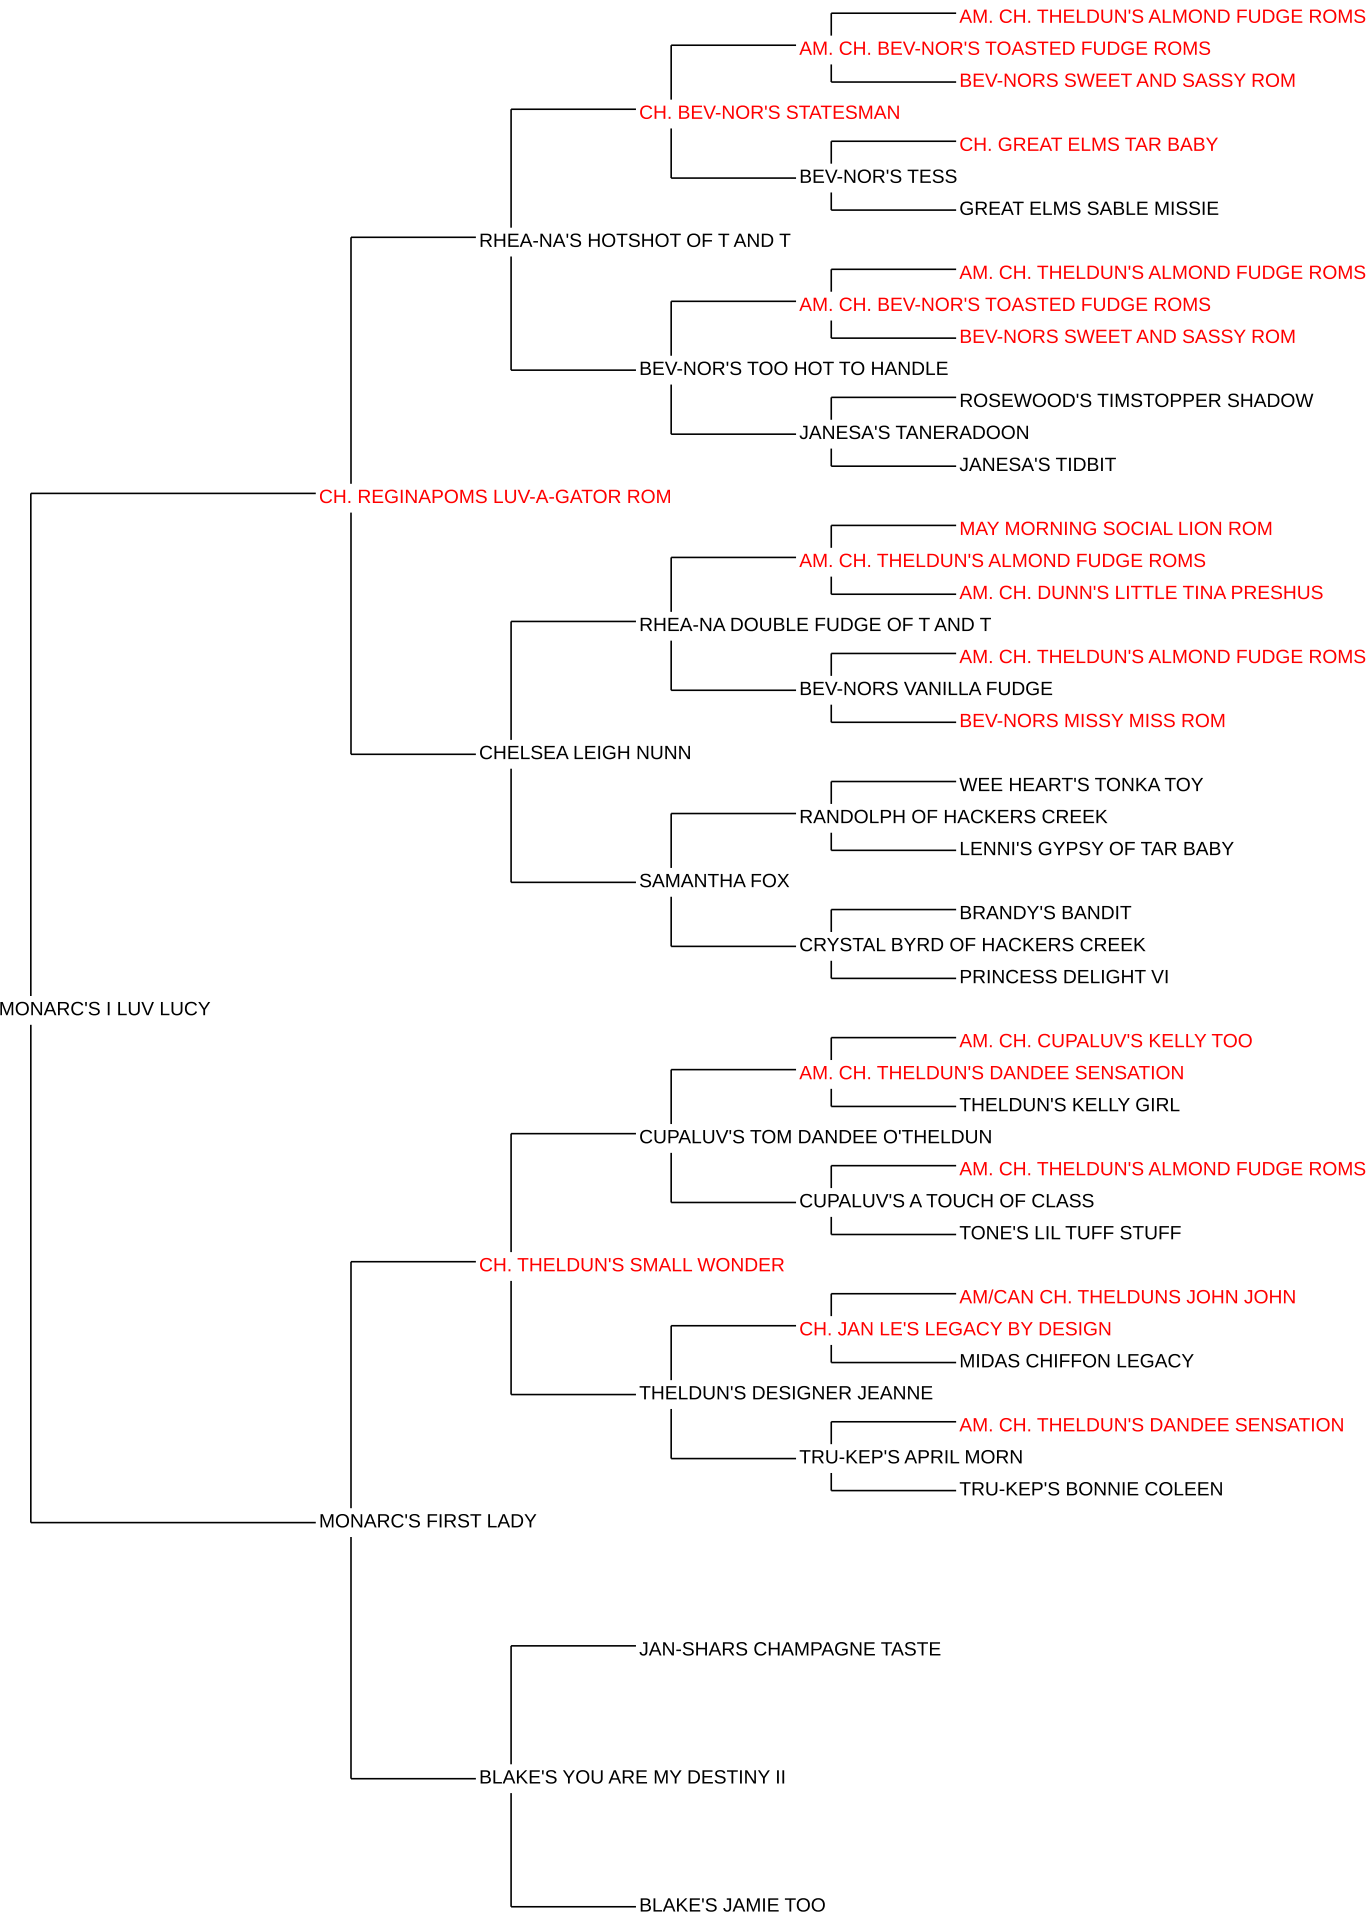 AM. CH. THELDUN'S ALMOND FUDGE ROMS
AM. CH. BEV-NOR'S TOASTED FUDGE ROMS
BEV-NORS SWEET AND SASSY ROM
CH. BEV-NOR'S STATESMAN
CH. GREAT ELMS TAR BABY
BEV-NOR'S TESS
GREAT ELMS SABLE MISSIE
RHEA-NA'S HOTSHOT OF T AND T
AM. CH. THELDUN'S ALMOND FUDGE ROMS
AM. CH. BEV-NOR'S TOASTED FUDGE ROMS
BEV-NORS SWEET AND SASSY ROM
BEV-NOR'S TOO HOT TO HANDLE
ROSEWOOD'S TIMSTOPPER SHADOW
JANESA'S TANERADOON
JANESA'S TIDBIT
CH. REGINAPOMS LUV-A-GATOR ROM
MAY MORNING SOCIAL LION ROM
AM. CH. THELDUN'S ALMOND FUDGE ROMS
AM. CH. DUNN'S LITTLE TINA PRESHUS
RHEA-NA DOUBLE FUDGE OF T AND T
AM. CH. THELDUN'S ALMOND FUDGE ROMS
BEV-NORS VANILLA FUDGE
BEV-NORS MISSY MISS ROM
CHELSEA LEIGH NUNN
WEE HEART'S TONKA TOY
RANDOLPH OF HACKERS CREEK
LENNI'S GYPSY OF TAR BABY
SAMANTHA FOX
BRANDY'S BANDIT
CRYSTAL BYRD OF HACKERS CREEK
PRINCESS DELIGHT VI
MONARC'S I LUV LUCY
AM. CH. CUPALUV'S KELLY TOO
AM. CH. THELDUN'S DANDEE SENSATION
THELDUN'S KELLY GIRL
CUPALUV'S TOM DANDEE O'THELDUN
AM. CH. THELDUN'S ALMOND FUDGE ROMS
CUPALUV'S A TOUCH OF CLASS
TONE'S LIL TUFF STUFF
CH. THELDUN'S SMALL WONDER
AM/CAN CH. THELDUNS JOHN JOHN
CH. JAN LE'S LEGACY BY DESIGN
MIDAS CHIFFON LEGACY
THELDUN'S DESIGNER JEANNE
AM. CH. THELDUN'S DANDEE SENSATION
TRU-KEP'S APRIL MORN
TRU-KEP'S BONNIE COLEEN
MONARC'S FIRST LADY
JAN-SHARS CHAMPAGNE TASTE
BLAKE'S YOU ARE MY DESTINY II
BLAKE'S JAMIE TOO